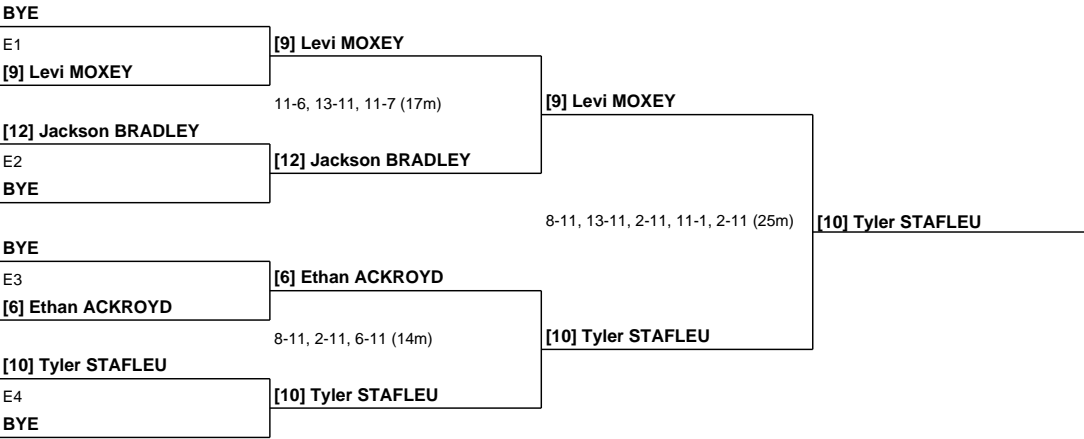 BYE
E1
[9] Levi MOXEY
[9] Levi MOXEY
11-6, 13-11, 11-7 (17m)
[9] Levi MOXEY
[12] Jackson BRADLEY
E2
[12] Jackson BRADLEY
BYE
8-11, 13-11, 2-11, 11-1, 2-11 (25m)
[10] Tyler STAFLEU
BYE
E3
[6] Ethan ACKROYD
[6] Ethan ACKROYD
8-11, 2-11, 6-11 (14m)
[10] Tyler STAFLEU
[10] Tyler STAFLEU
E4
[10] Tyler STAFLEU
BYE